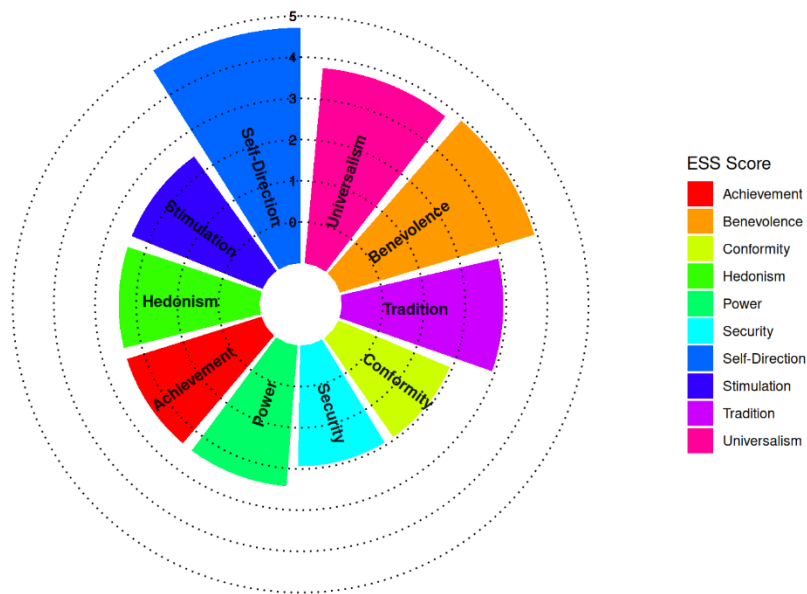 5
4
3
2
1
0
Self-Direction
Universalism
Benevolence
Tradition
Conformity
Security
Power
Achievement
Hedonism
Stimulation
ESS Score
Achievement
Benevolence
Conformity
Hedonism
Power
Security
Self-Direction
Stimulation
Tradition
Universalism